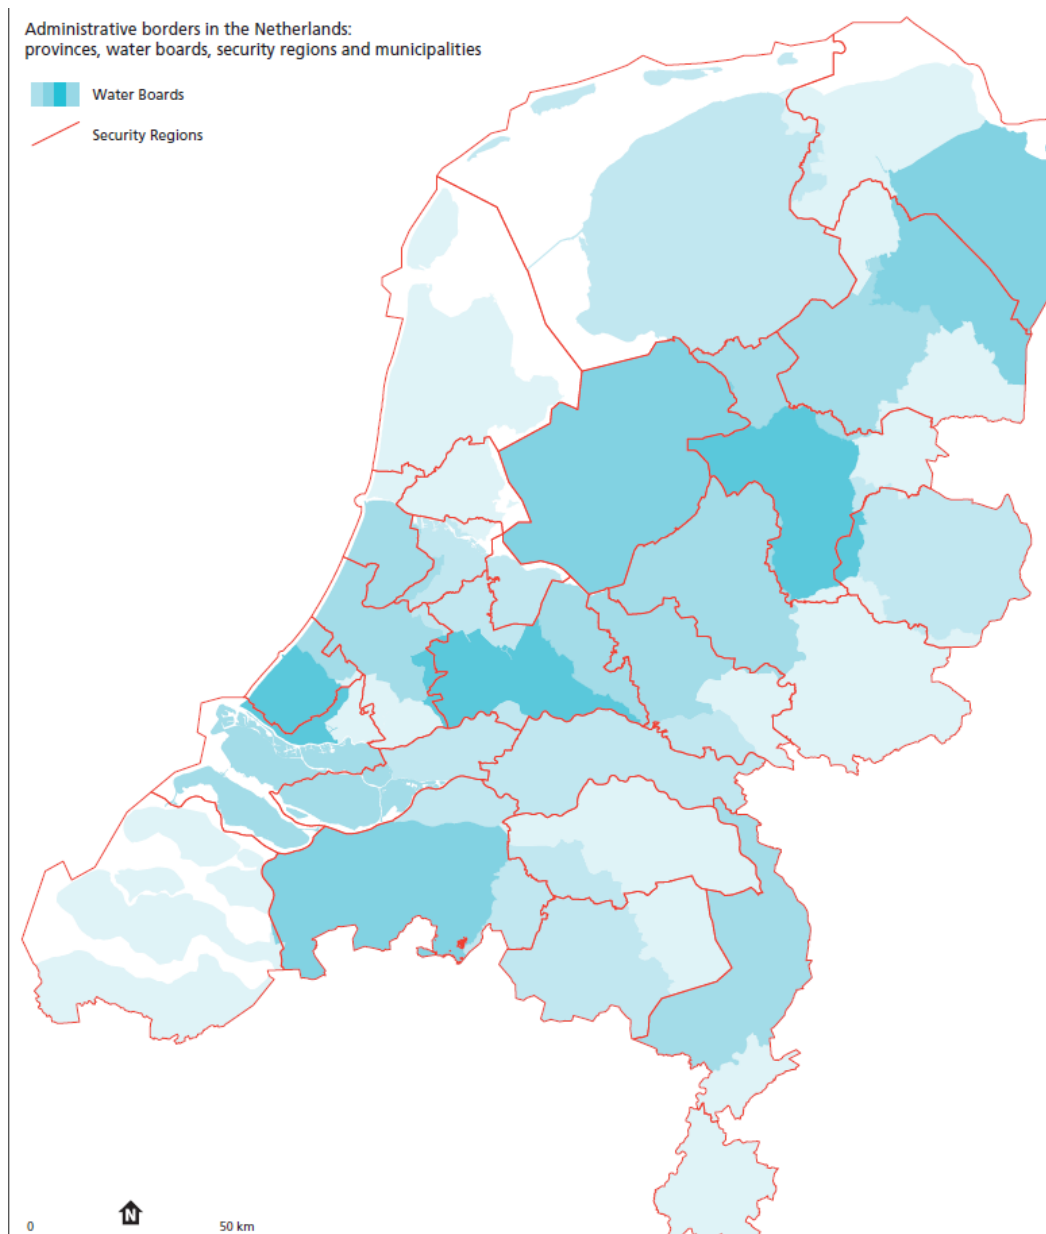 Administrative borders in the Netherlands:
provinces, water boards, security regions and municipalities
Water Boards
Security Regions
N
0 50 km